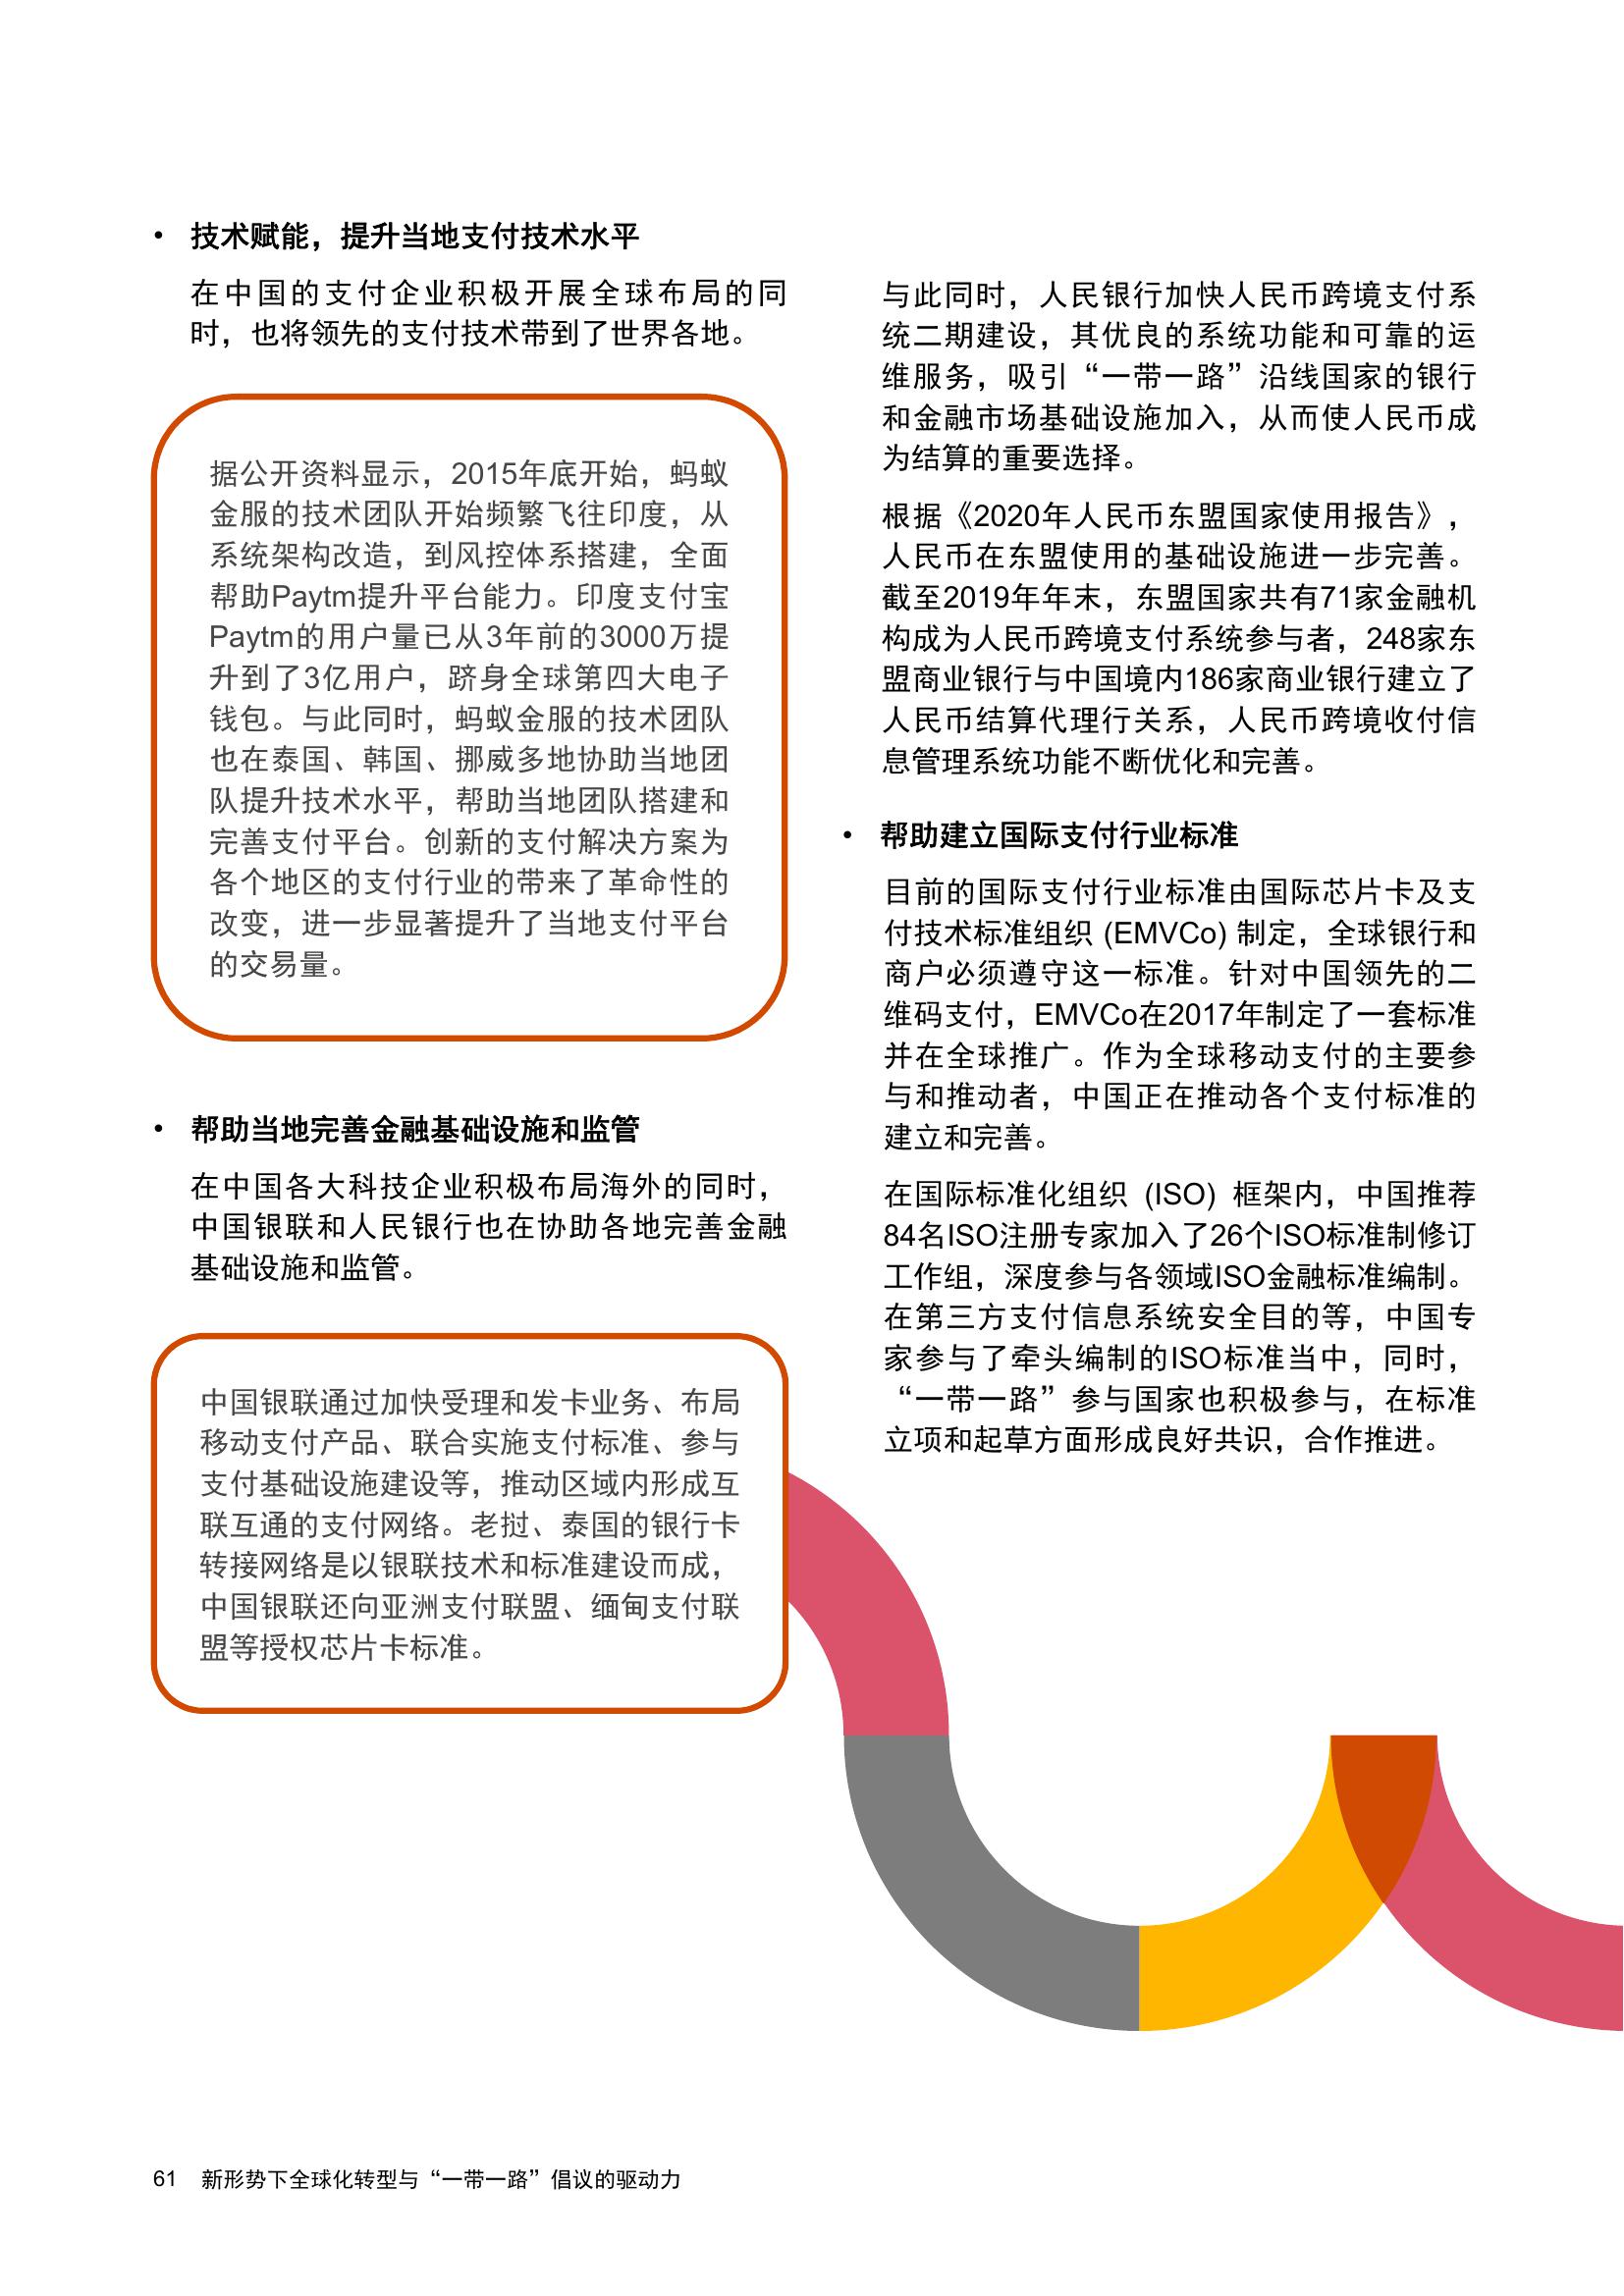 • 技术赋能，提升当地支付技术水平
在中国的支付企业积极开展全球布局的同
时，也将领先的支付技术带到了世界各地。
据公开资料显示，2015年底开始，蚂蚁
金服的技术团队开始频繁飞往印度，从
系统架构改造，到风控体系搭建，全面
帮助Paytm提升平台能力。印度支付宝
Paytm的用户量已从3年前的3000万提
升到了3亿用户，跻身全球第四大电子
钱包。与此同时，蚂蚁金服的技术团队
也在泰国、韩国、挪威多地协助当地团
队提升技术水平，帮助当地团队搭建和
完善支付平台。创新的支付解决方案为
各个地区的支付行业的带来了革命性的
改变，进一步显著提升了当地支付平台
的交易量。
• 帮助当地完善金融基础设施和监管
在中国各大科技企业积极布局海外的同时，
中国银联和人民银行也在协助各地完善金融
基础设施和监管。
中国银联通过加快受理和发卡业务、布局
移动支付产品、联合实施支付标准、参与
支付基础设施建设等，推动区域内形成互
联互通的支付网络。老挝、泰国的银行卡
转接网络是以银联技术和标准建设而成，
中国银联还向亚洲支付联盟、缅甸支付联
盟等授权芯片卡标准。
与此同时，人民银行加快人民币跨境支付系
统二期建设，其优良的系统功能和可靠的运
维服务，吸引“一带一路”沿线国家的银行
和金融市场基础设施加入，从而使人民币成
为结算的重要选择。
根据《2020年人民币东盟国家使用报告》，
人民币在东盟使用的基础设施进一步完善。
截至2019年年末，东盟国家共有71家金融机
构成为人民币跨境支付系统参与者，248家东
盟商业银行与中国境内186家商业银行建立了
人民币结算代理行关系，人民币跨境收付信
息管理系统功能不断优化和完善。
• 帮助建立国际支付行业标准
目前的国际支付行业标准由国际芯片卡及支
付技术标准组织 (EMVCo) 制定，全球银行和
商户必须遵守这一标准。针对中国领先的二
维码支付，EMVCo在2017年制定了一套标准
并在全球推广。作为全球移动支付的主要参
与和推动者，中国正在推动各个支付标准的
建立和完善。
在国际标准化组织 (ISO) 框架内，中国推荐
84名ISO注册专家加入了26个ISO标准制修订
工作组，深度参与各领域ISO金融标准编制。
在第三方支付信息系统安全目的等，中国专
家参与了牵头编制的ISO标准当中，同时，
“一带一路”参与国家也积极参与，在标准
立项和起草方面形成良好共识，合作推进。
61 新形势下全球化转型与“一带一路”倡议的驱动力